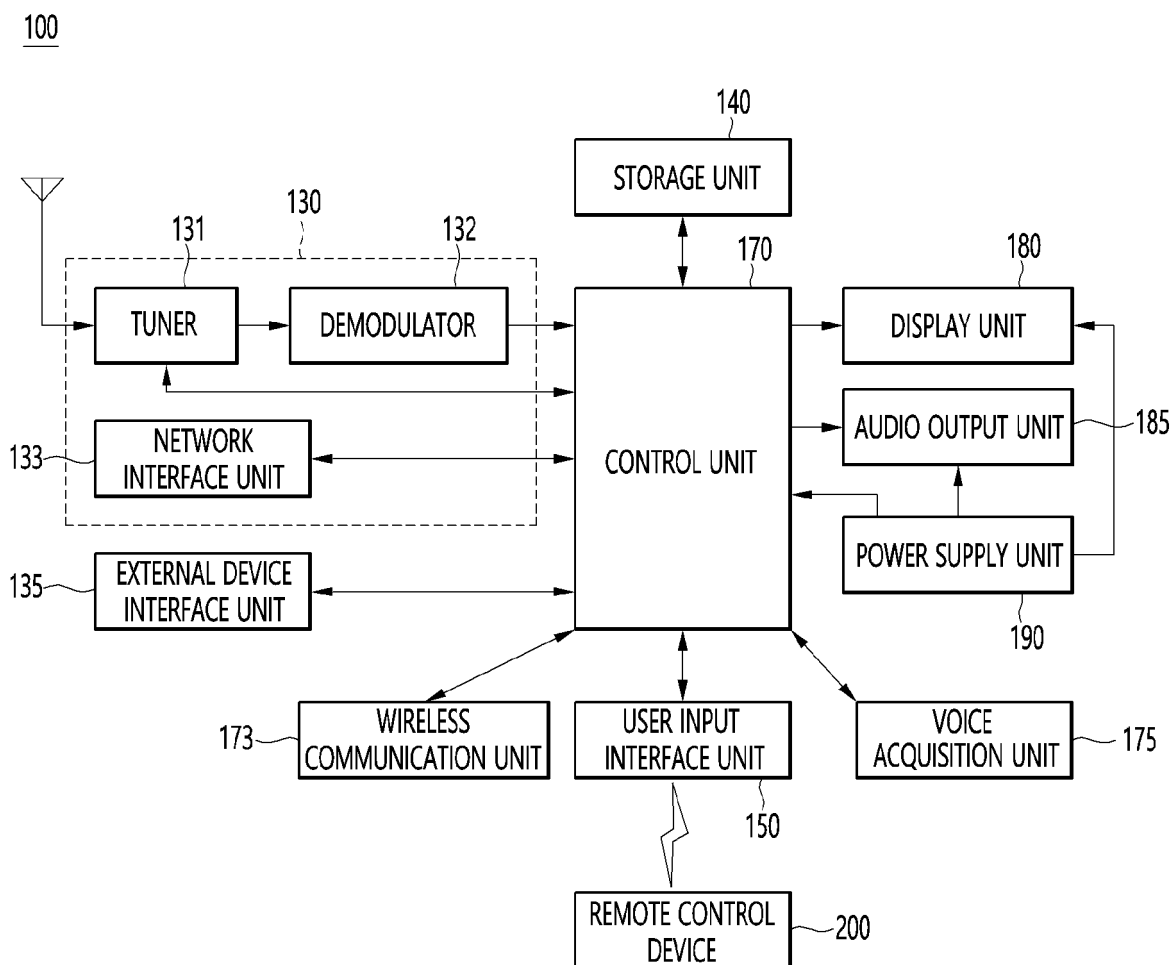 100
140
STORAGE UNIT
130
131
132
170
180
TUNER
DEMODULATOR
DISPLAY UNIT
133
NETWORK
INTERFACE UNIT
CONTROL UNIT
AUDIO OUTPUT UNIT
185
135
EXTERNAL DEVICE
INTERFACE UNIT
POWER SUPPLY UNIT
190
173
WIRELESS
COMMUNICATION UNIT
USER INPUT
INTERFACE UNIT
150
VOICE
ACQUISITION UNIT
175
REMOTE CONTROL
DEVICE
200